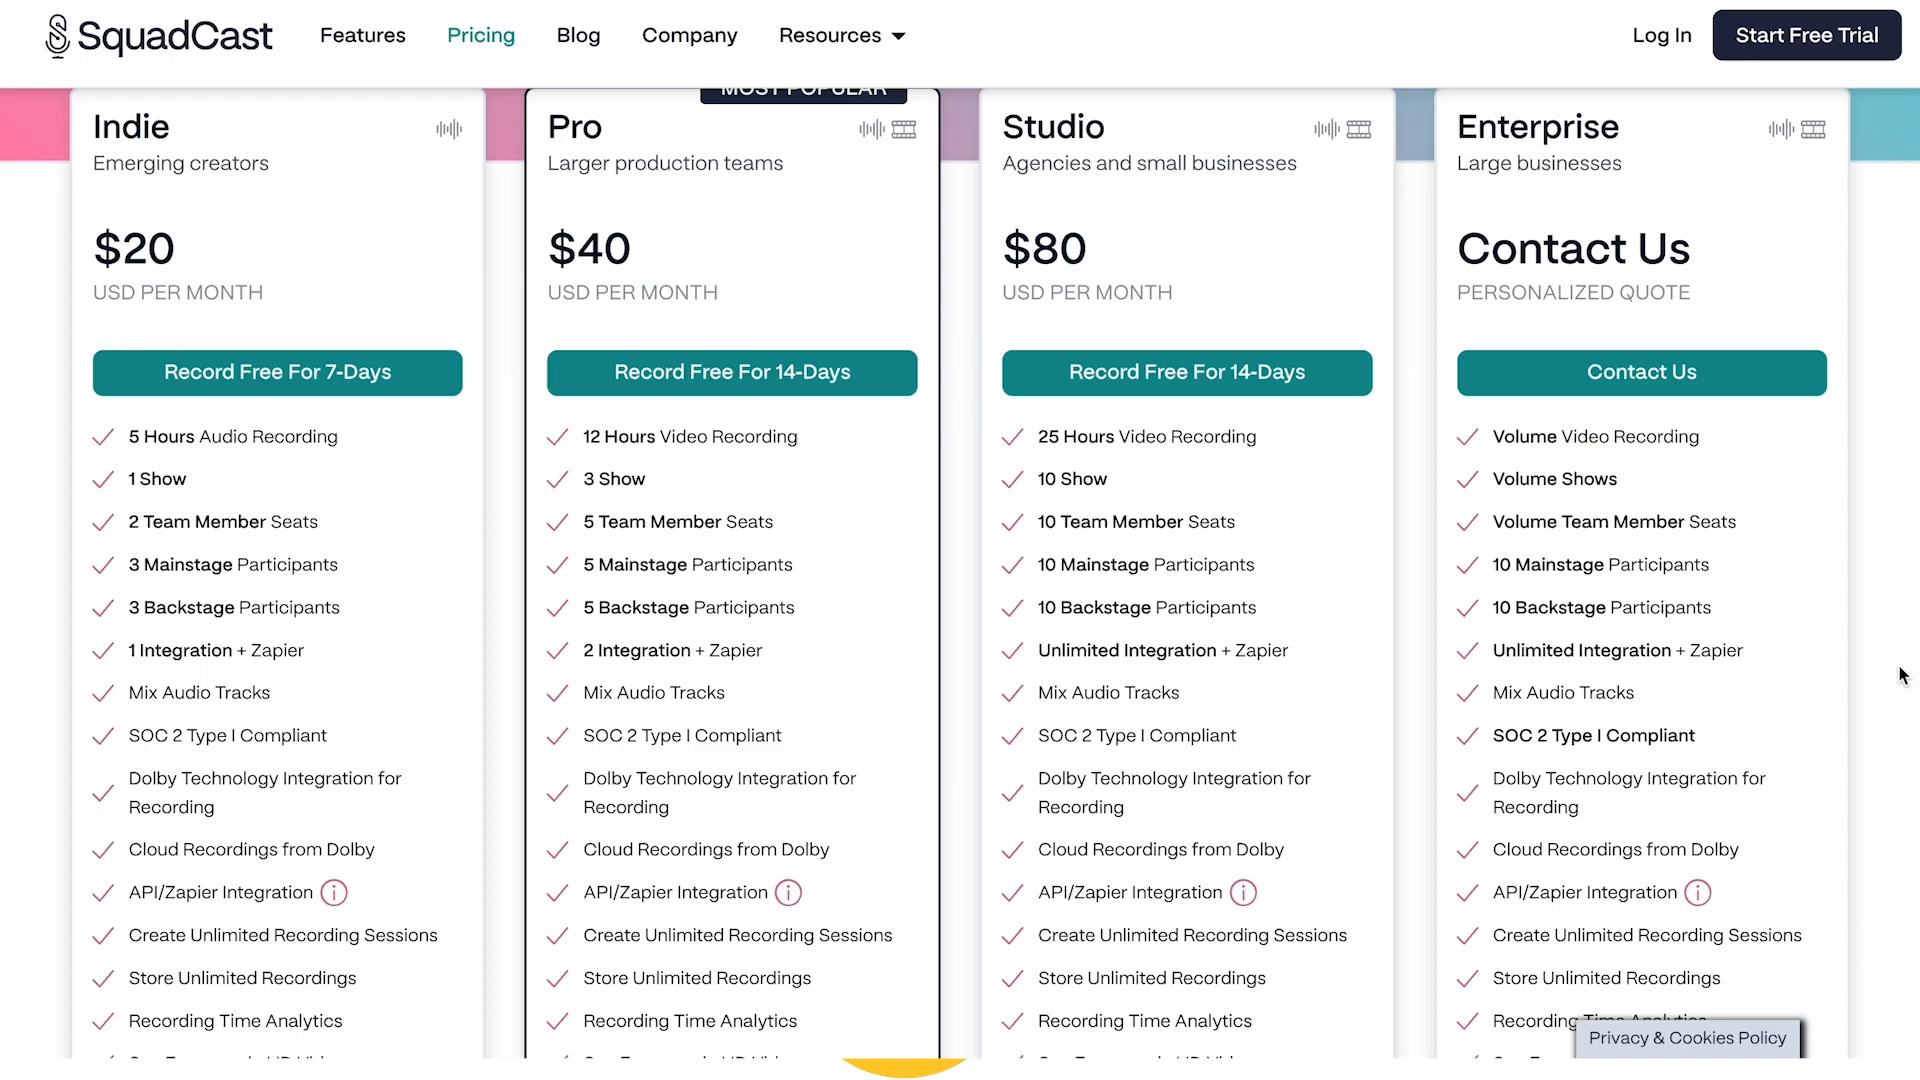 SquadCast
Features
Pricing
Blog
Company
Resources
Log In
Start Free Trial
MOST POPULAR
Indie
Emerging creators
$20
USD PER MONTH
Record Free For 7-Days
5 Hours Audio Recording
1 Show
2 Team Member Seats
3 Mainstage Participants
3 Backstage Participants
1 Integration + Zapier
Mix Audio Tracks
SOC 2 Type I Compliant
Dolby Technology Integration for
Recording
Cloud Recordings from Dolby
API/Zapier Integration
Create Unlimited Recording Sessions
Store Unlimited Recordings
Recording Time Analytics
Pro
Larger production teams
$40
USD PER MONTH
Record Free For 14-Days
12 Hours Video Recording
3 Show
5 Team Member Seats
5 Mainstage Participants
5 Backstage Participants
2 Integration + Zapier
Mix Audio Tracks
SOC 2 Type I Compliant
Dolby Technology Integration for
Recording
Cloud Recordings from Dolby
API/Zapier Integration
Create Unlimited Recording Sessions
Store Unlimited Recordings
Recording Time Analytics
Studio
Agencies and small businesses
$80
USD PER MONTH
Record Free For 14-Days
25 Hours Video Recording
10 Show
10 Team Member Seats
10 Mainstage Participants
10 Backstage Participants
Unlimited Integration + Zapier
Mix Audio Tracks
SOC 2 Type I Compliant
Dolby Technology Integration for
Recording
Cloud Recordings from Dolby
API/Zapier Integration
Create Unlimited Recording Sessions
Store Unlimited Recordings
Recording Time Analytics
Enterprise
Large businesses
Contact Us
PERSONALIZED QUOTE
Contact Us
Volume Video Recording
Volume Shows
Volume Team Member Seats
10 Mainstage Participants
10 Backstage Participants
Unlimited Integration + Zapier
Mix Audio Tracks
SOC 2 Type I Compliant
Dolby Technology Integration for
Recording
Cloud Recordings from Dolby
API/Zapier Integration
Create Unlimited Recording Sessions
Store Unlimited Recordings
Recording Time Analytics
Privacy & Cookies Policy